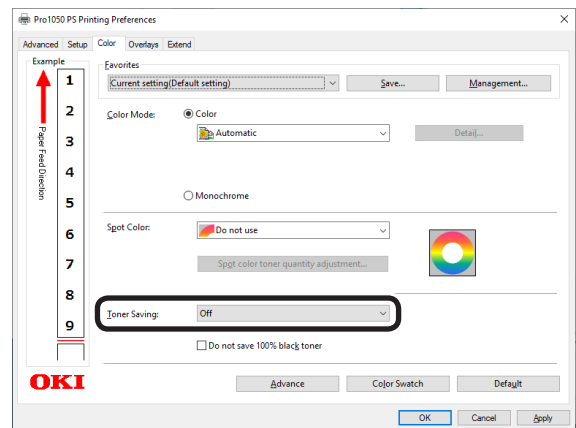 Pro1050 PS Printing Preferences
Advanced Setup Color Overlays Extend
Example
Paper Feed Direction
1
2
3
4
5
6
7
8
9
OKI
Favorites
Current setting(Default setting)
Save...
Management...
Color Mode:
Color
Automatic
Detail...
Monochrome
Spot Color:
Do not use
Spot color toner quantity adjustment...
Toner Saving:
Off
Do not save 100% black toner
Advance
Color Swatch
Default
OK
Cancel
Apply